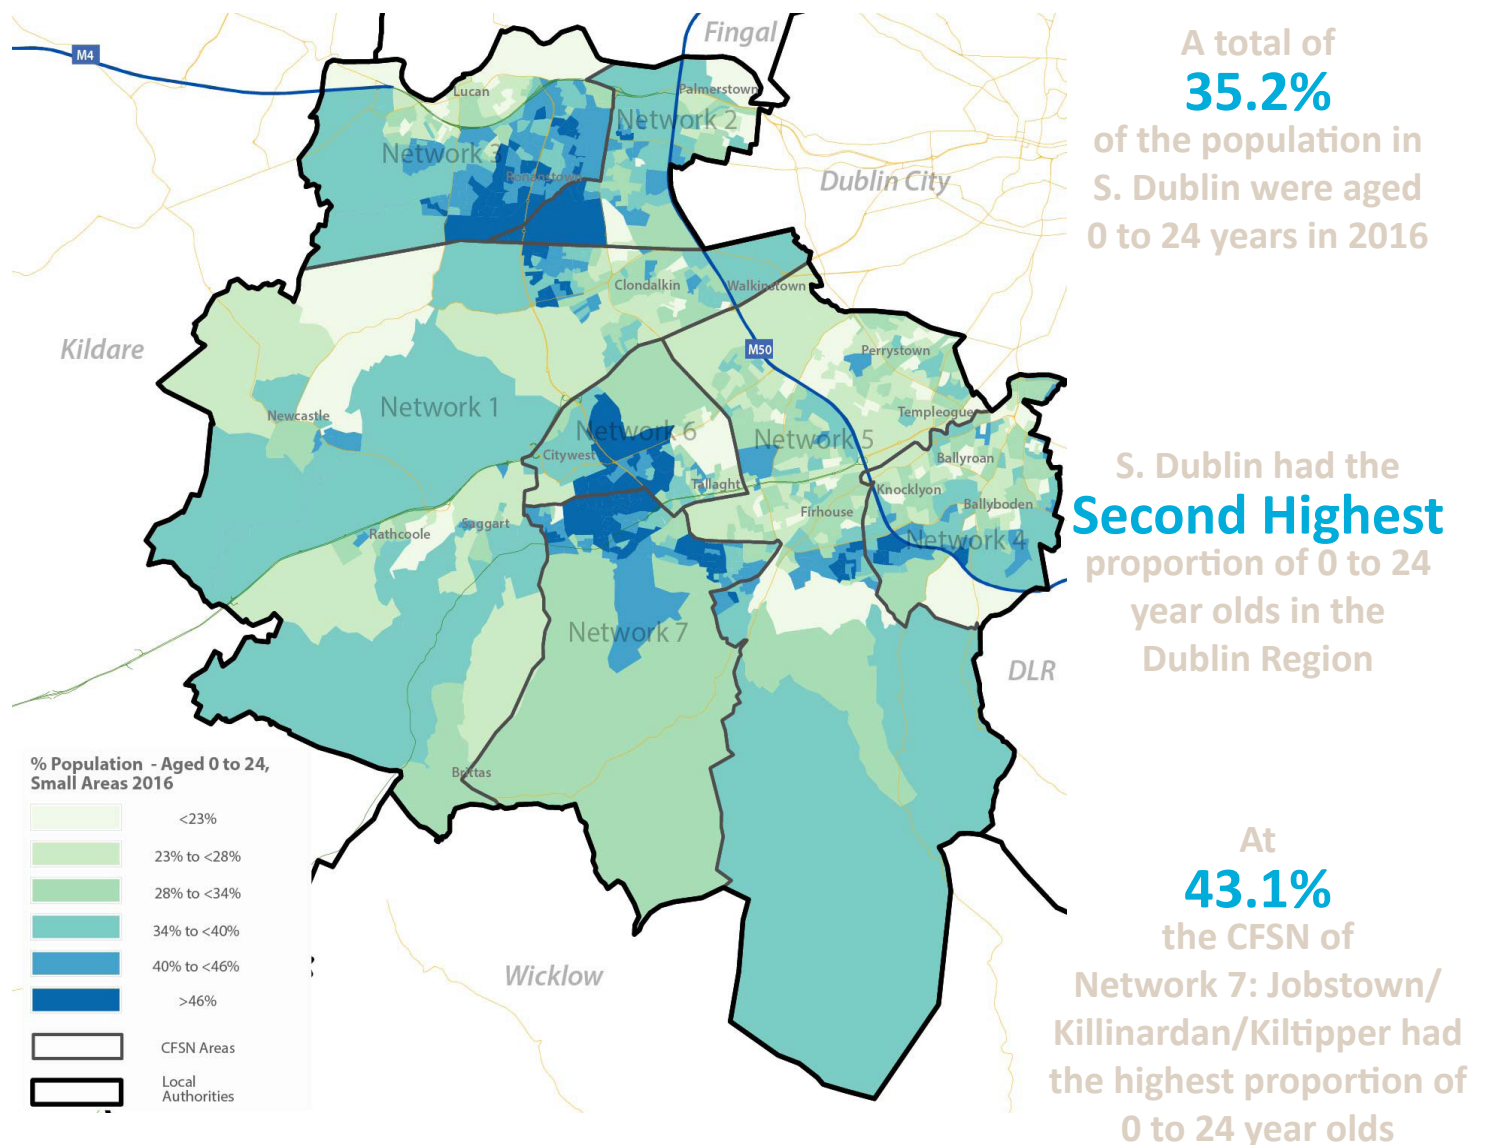 Fingal
M4
Lucan
Palmerstown
Network 2
Network 3
Ronanstown
Dublin City
Clondalkin
Walkinstown
Kildare
M50
Perrystown
Newcastle
Network 1
Templeogue
Network 6
Network 5
Citywest
Ballyroan
Tallaght
Knocklyon
Ballyboden
Firhouse
Saggart
Rathcoole
Network 4
Network 7
DLR
Brittas
Wicklow
% Population - Aged 0 to 24,
Small Areas 2016
<23%
23% to <28%
28% to <34%
34% to <40%
40% to <46%
>46%
CFSN Areas
Local
Authorities
A total of
35.2%
of the population in
S. Dublin were aged
0 to 24 years in 2016
S. Dublin had the
Second Highest
proportion of 0 to 24
year olds in the
Dublin Region
At
43.1%
the CFSN of
Network 7: Jobstown/
Killinardan/Kiltipper had
the highest proportion of
0 to 24 year olds